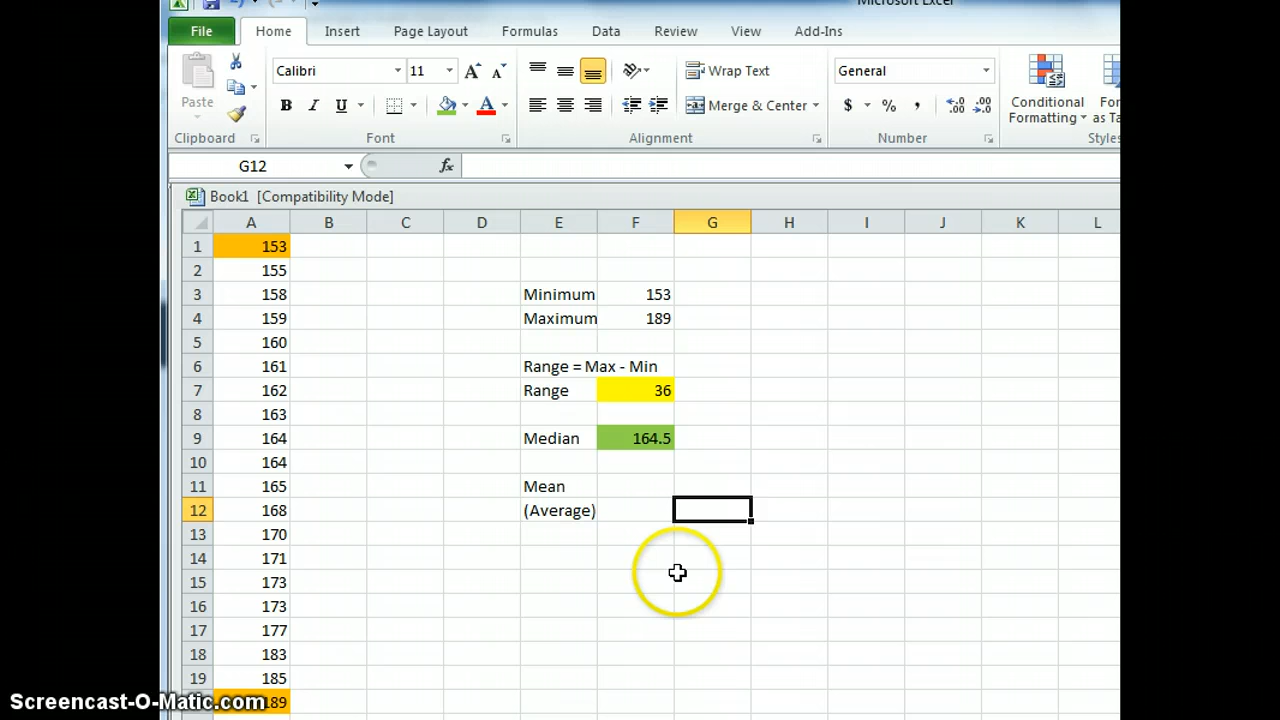 Microsoft Excel
File Home Insert Page Layout Formulas Data Review View Add-Ins
Calibri 11 Wrap Text General
Paste B I U Merge & Center $ % , Conditional Formatting
Clipboard Font Alignment Number Styles
G12 fx
Book1 [Compatibility Mode]
A B C D E F G H I J K L
1 153
2 155
3 158 Minimum 153
4 159 Maximum 189
5 160
6 161 Range = Max - Min
7 162 Range 36
8 163
9 164 Median 164.5
10 164
11 165 Mean
12 168 (Average)
13 170
14 171
15 173
16 173
17 177
18 183
19 185
189
Screencast-O-Matic.com